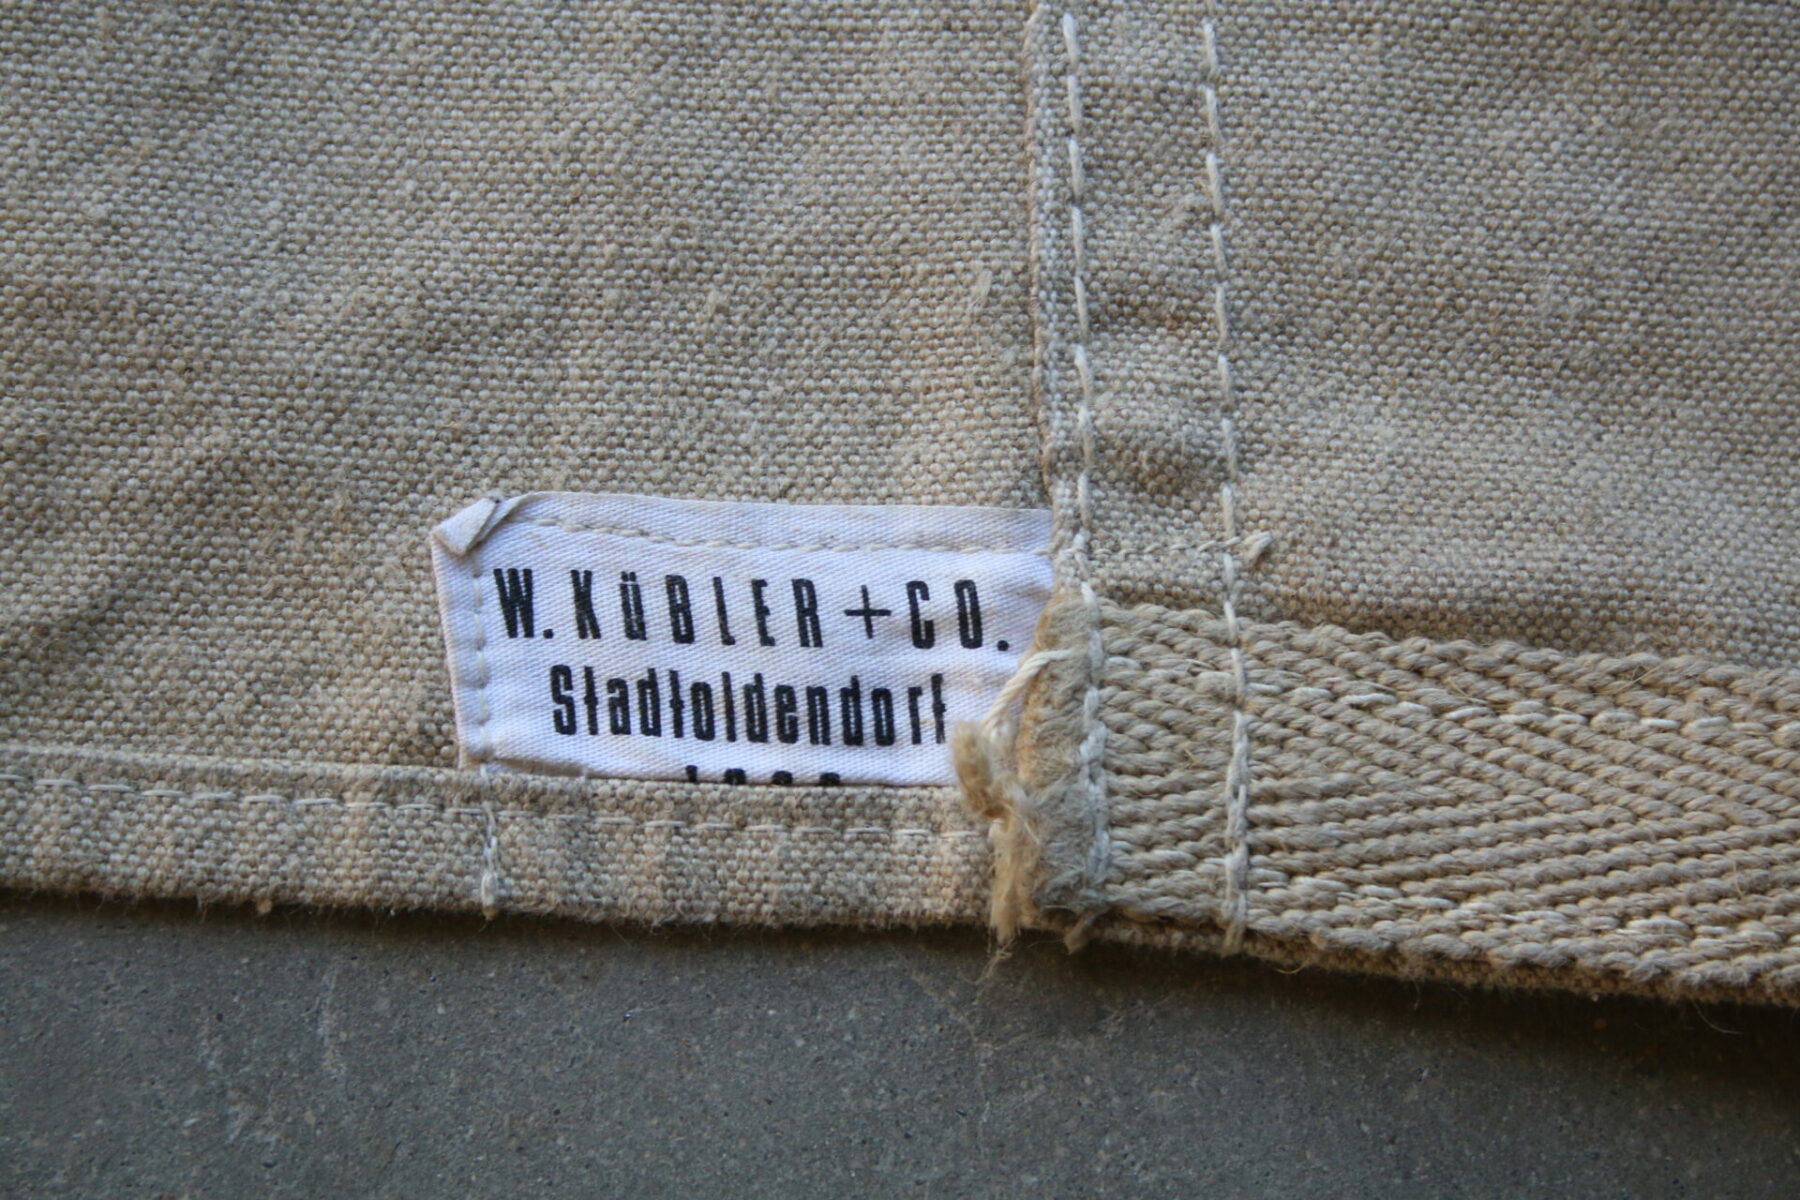 W. KÜBLER + CO.
Stadtoldendorf